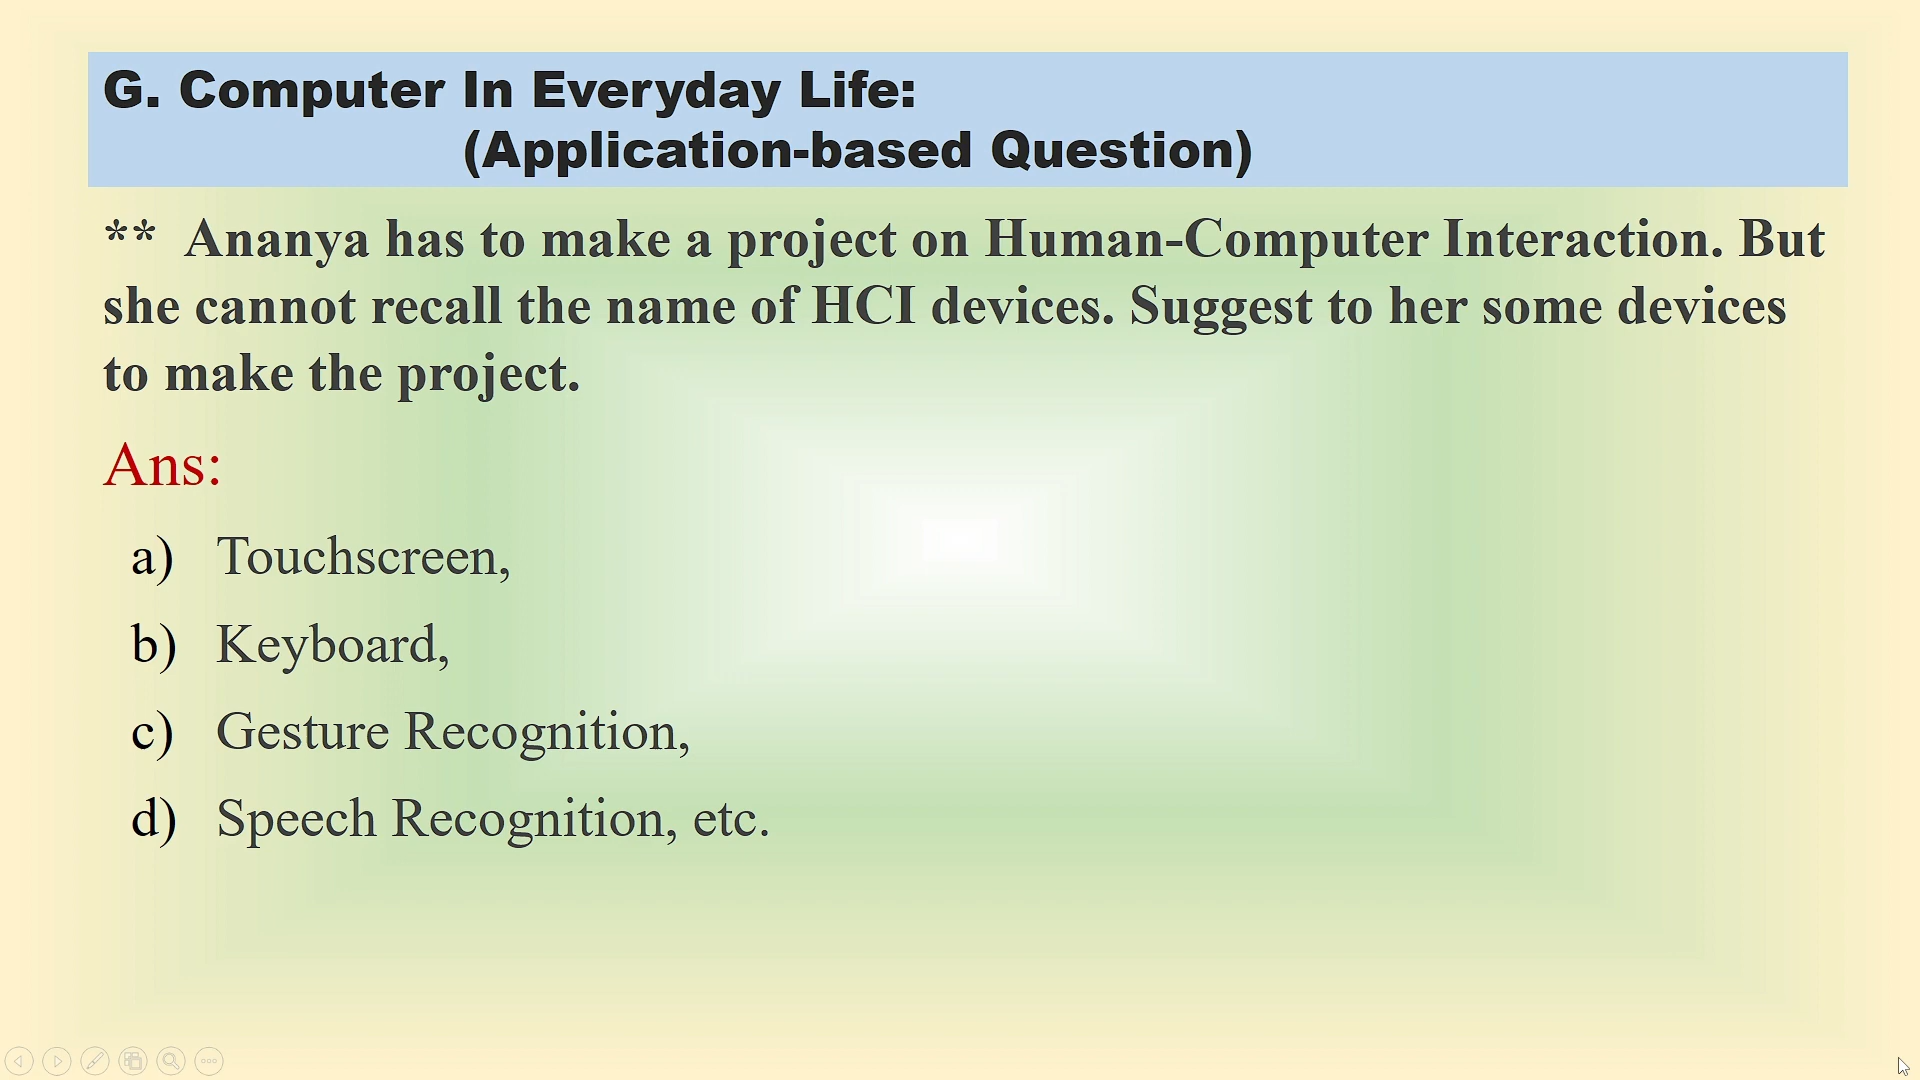 G. Computer In Everyday Life:
(Application-based Question)
** Ananya has to make a project on Human-Computer Interaction. But
she cannot recall the name of HCI devices. Suggest to her some devices
to make the project.
Ans:
a) Touchscreen,
b) Keyboard,
c) Gesture Recognition,
d) Speech Recognition, etc.